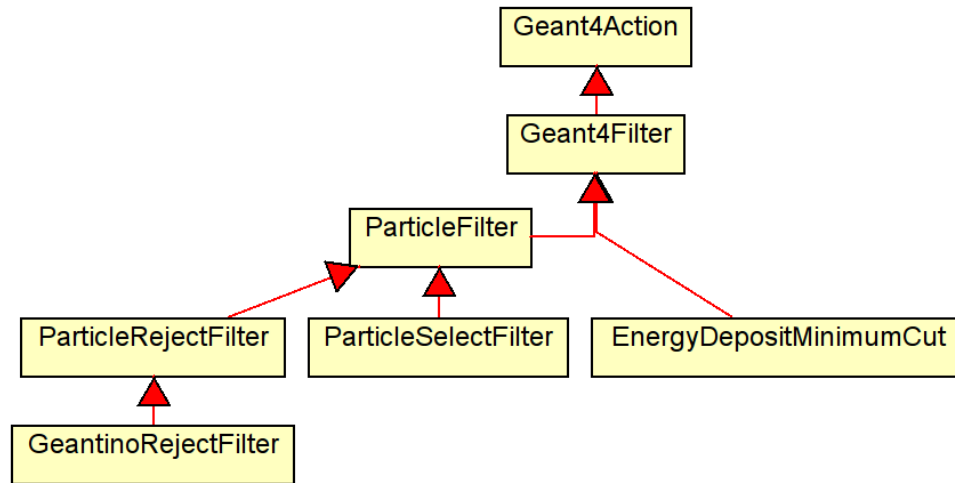 Geant4Action
Geant4Filter
ParticleFilter
ParticleRejectFilter
ParticleSelectFilter
EnergyDepositMinimumCut
GeantinoRejectFilter